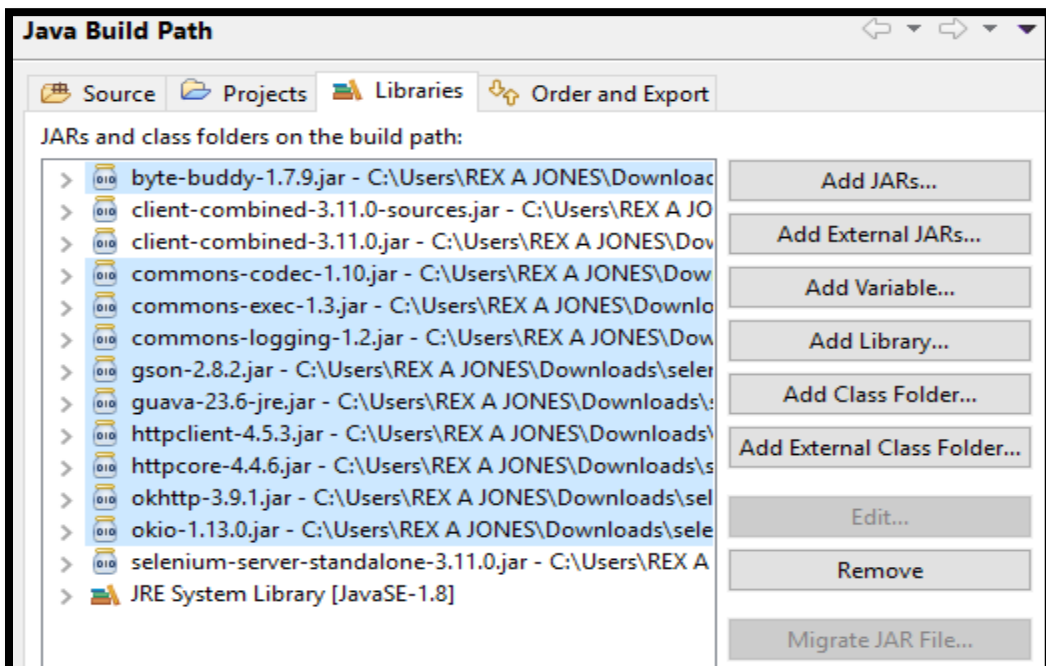 Java Build Path
Source Projects Libraries Order and Export
JARs and class folders on the build path:
byte-buddy-1.7.9.jar - C:\Users\REX A JONES\Downloac
client-combined-3.11.0-sources.jar - C:\Users\REX A JO
client-combined-3.11.0.jar - C:\Users\REX A JONES\Dov
commons-codec-1.10.jar - C:\Users\REX A JONES\Dow
commons-exec-1.3.jar - C:\Users\REX A JONES\Downlo
commons-logging-1.2.jar - C:\Users\REX A JONES\Dow
gson-2.8.2.jar - C:\Users\REX A JONES\Downloads\seler
guava-23.6-jre.jar - C:\Users\REX A JONES\Downloads\
httpclient-4.5.3.jar - C:\Users\REX A JONES\Downloads\
httpcore-4.4.6.jar - C:\Users\REX A JONES\Downloads\s
okhttp-3.9.1.jar - C:\Users\REX A JONES\Downloads\sel
okio-1.13.0.jar - C:\Users\REX A JONES\Downloads\sele
selenium-server-standalone-3.11.0.jar - C:\Users\REX A
JRE System Library [JavaSE-1.8]
Add JARs...
Add External JARs...
Add Variable...
Add Library...
Add Class Folder...
Add External Class Folder...
Edit...
Remove
Migrate JAR File...